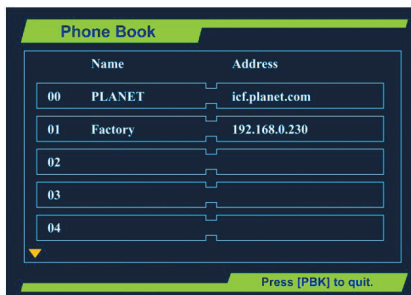 Phone Book
Name Address
00 PLANET icf.planet.com
01 Factory 192.168.0.230
02
03
04
Press [PBK] to quit.